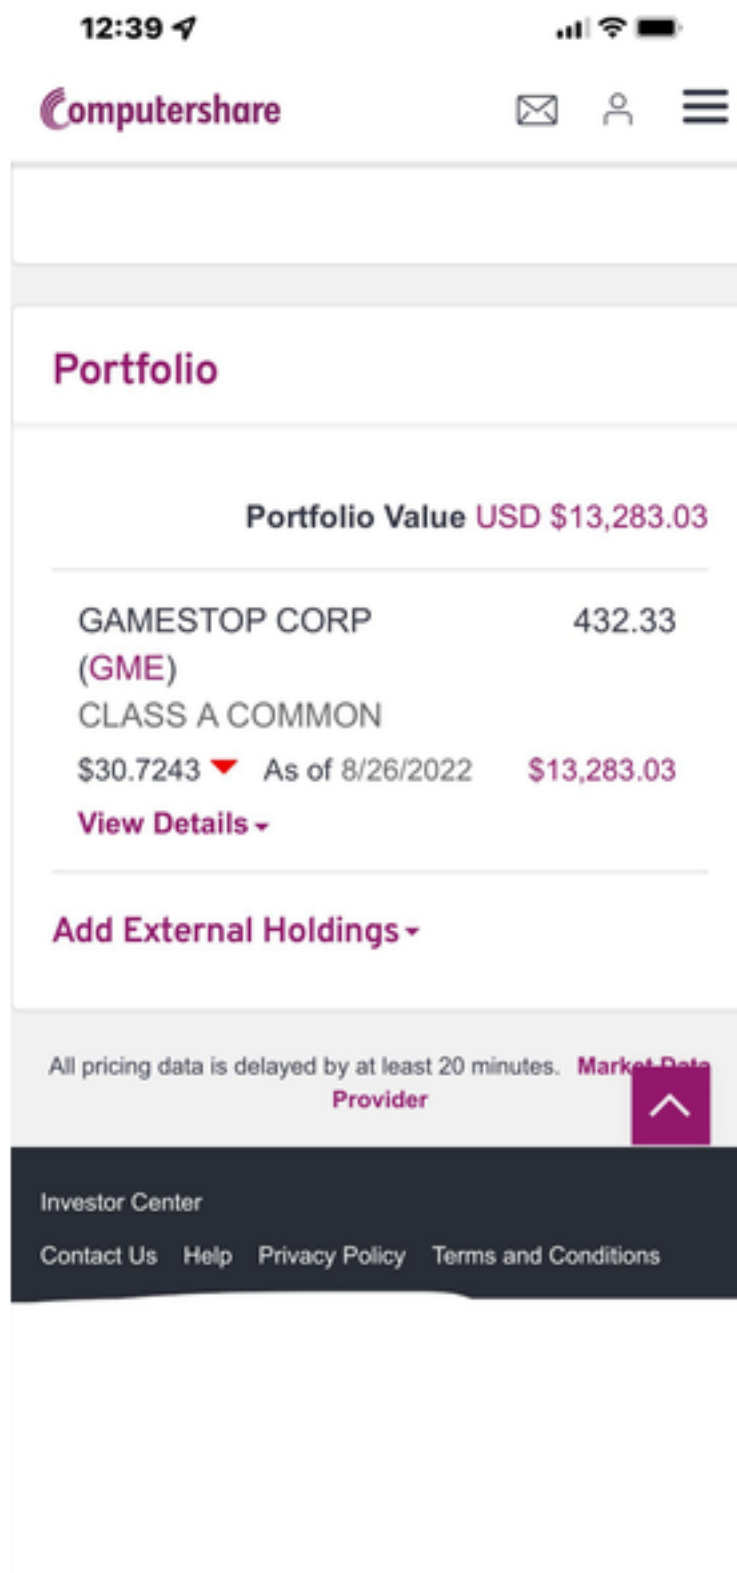 12:39
Computershare
Portfolio
Portfolio Value USD $13,283.03
GAMESTOP CORP 432.33
(GME)
CLASS A COMMON
$30.7243 As of 8/26/2022 $13,283.03
View Details
Add External Holdings
All pricing data is delayed by at least 20 minutes. Market Data
Provider
Investor Center
Contact Us Help Privacy Policy Terms and Conditions